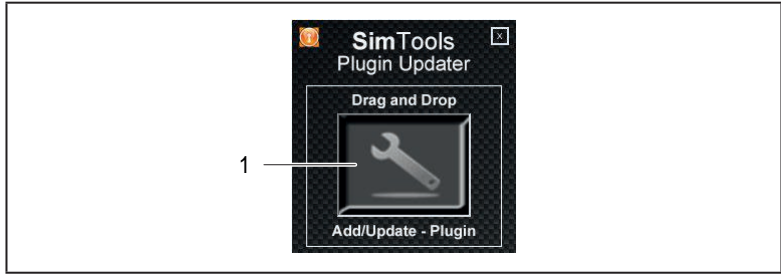 SimTools
X
Plugin Updater
Drag and Drop
1
Add/Update - Plugin